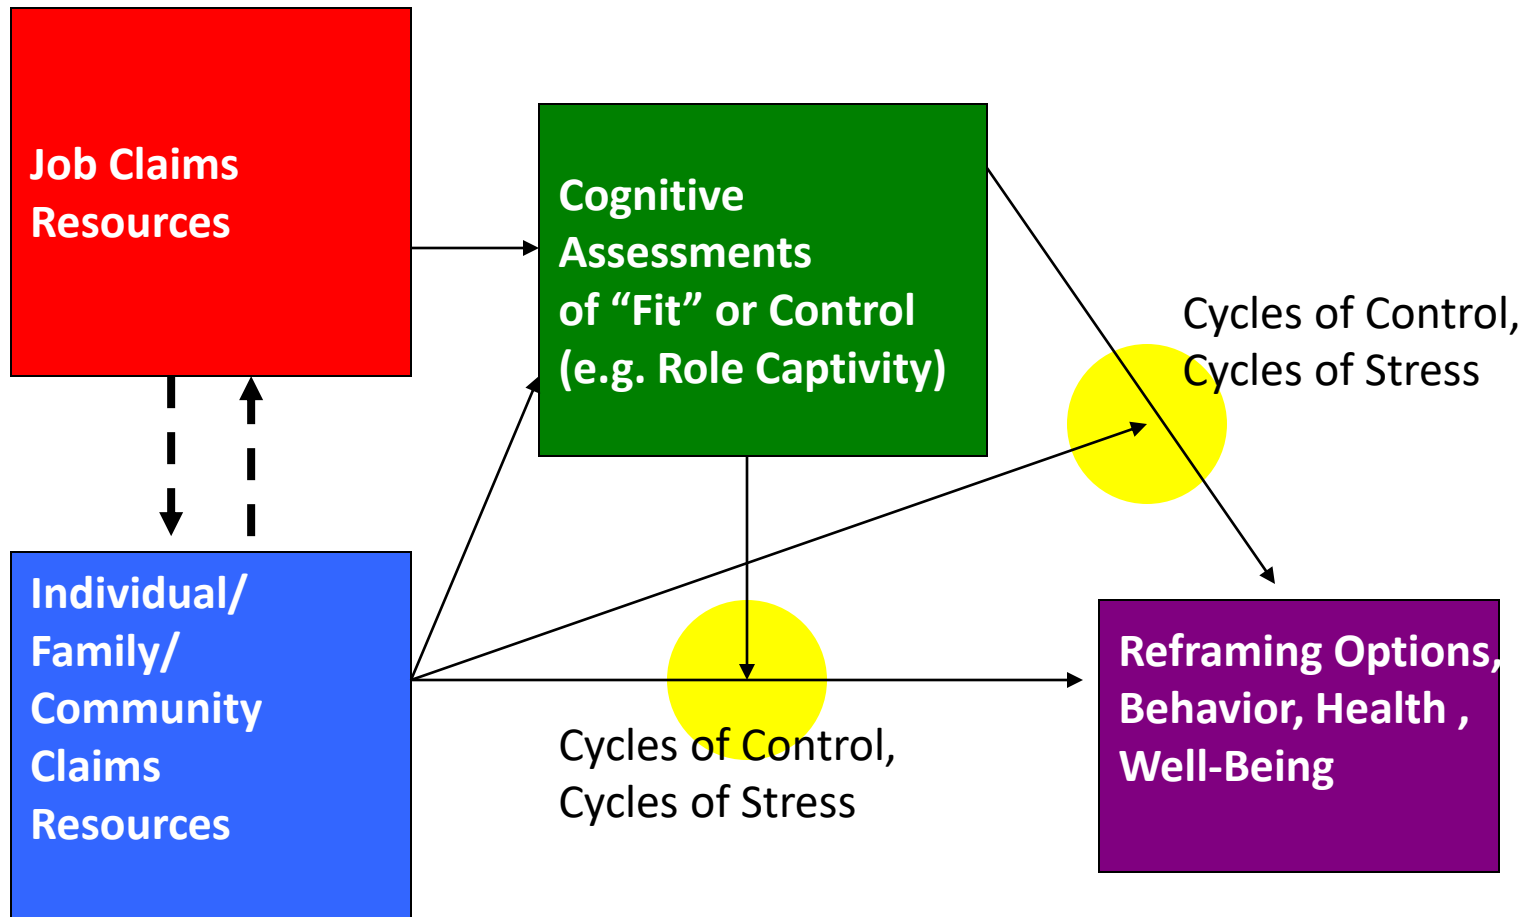 Job Claims
Resources
Cognitive
Assessments
of “Fit” or Control
(e.g. Role Captivity)
Cycles of Control,
Cycles of Stress
Individual/
Family/
Community
Claims
Resources
Cycles of Control,
Cycles of Stress
Reframing Options,
Behavior, Health ,
Well-Being